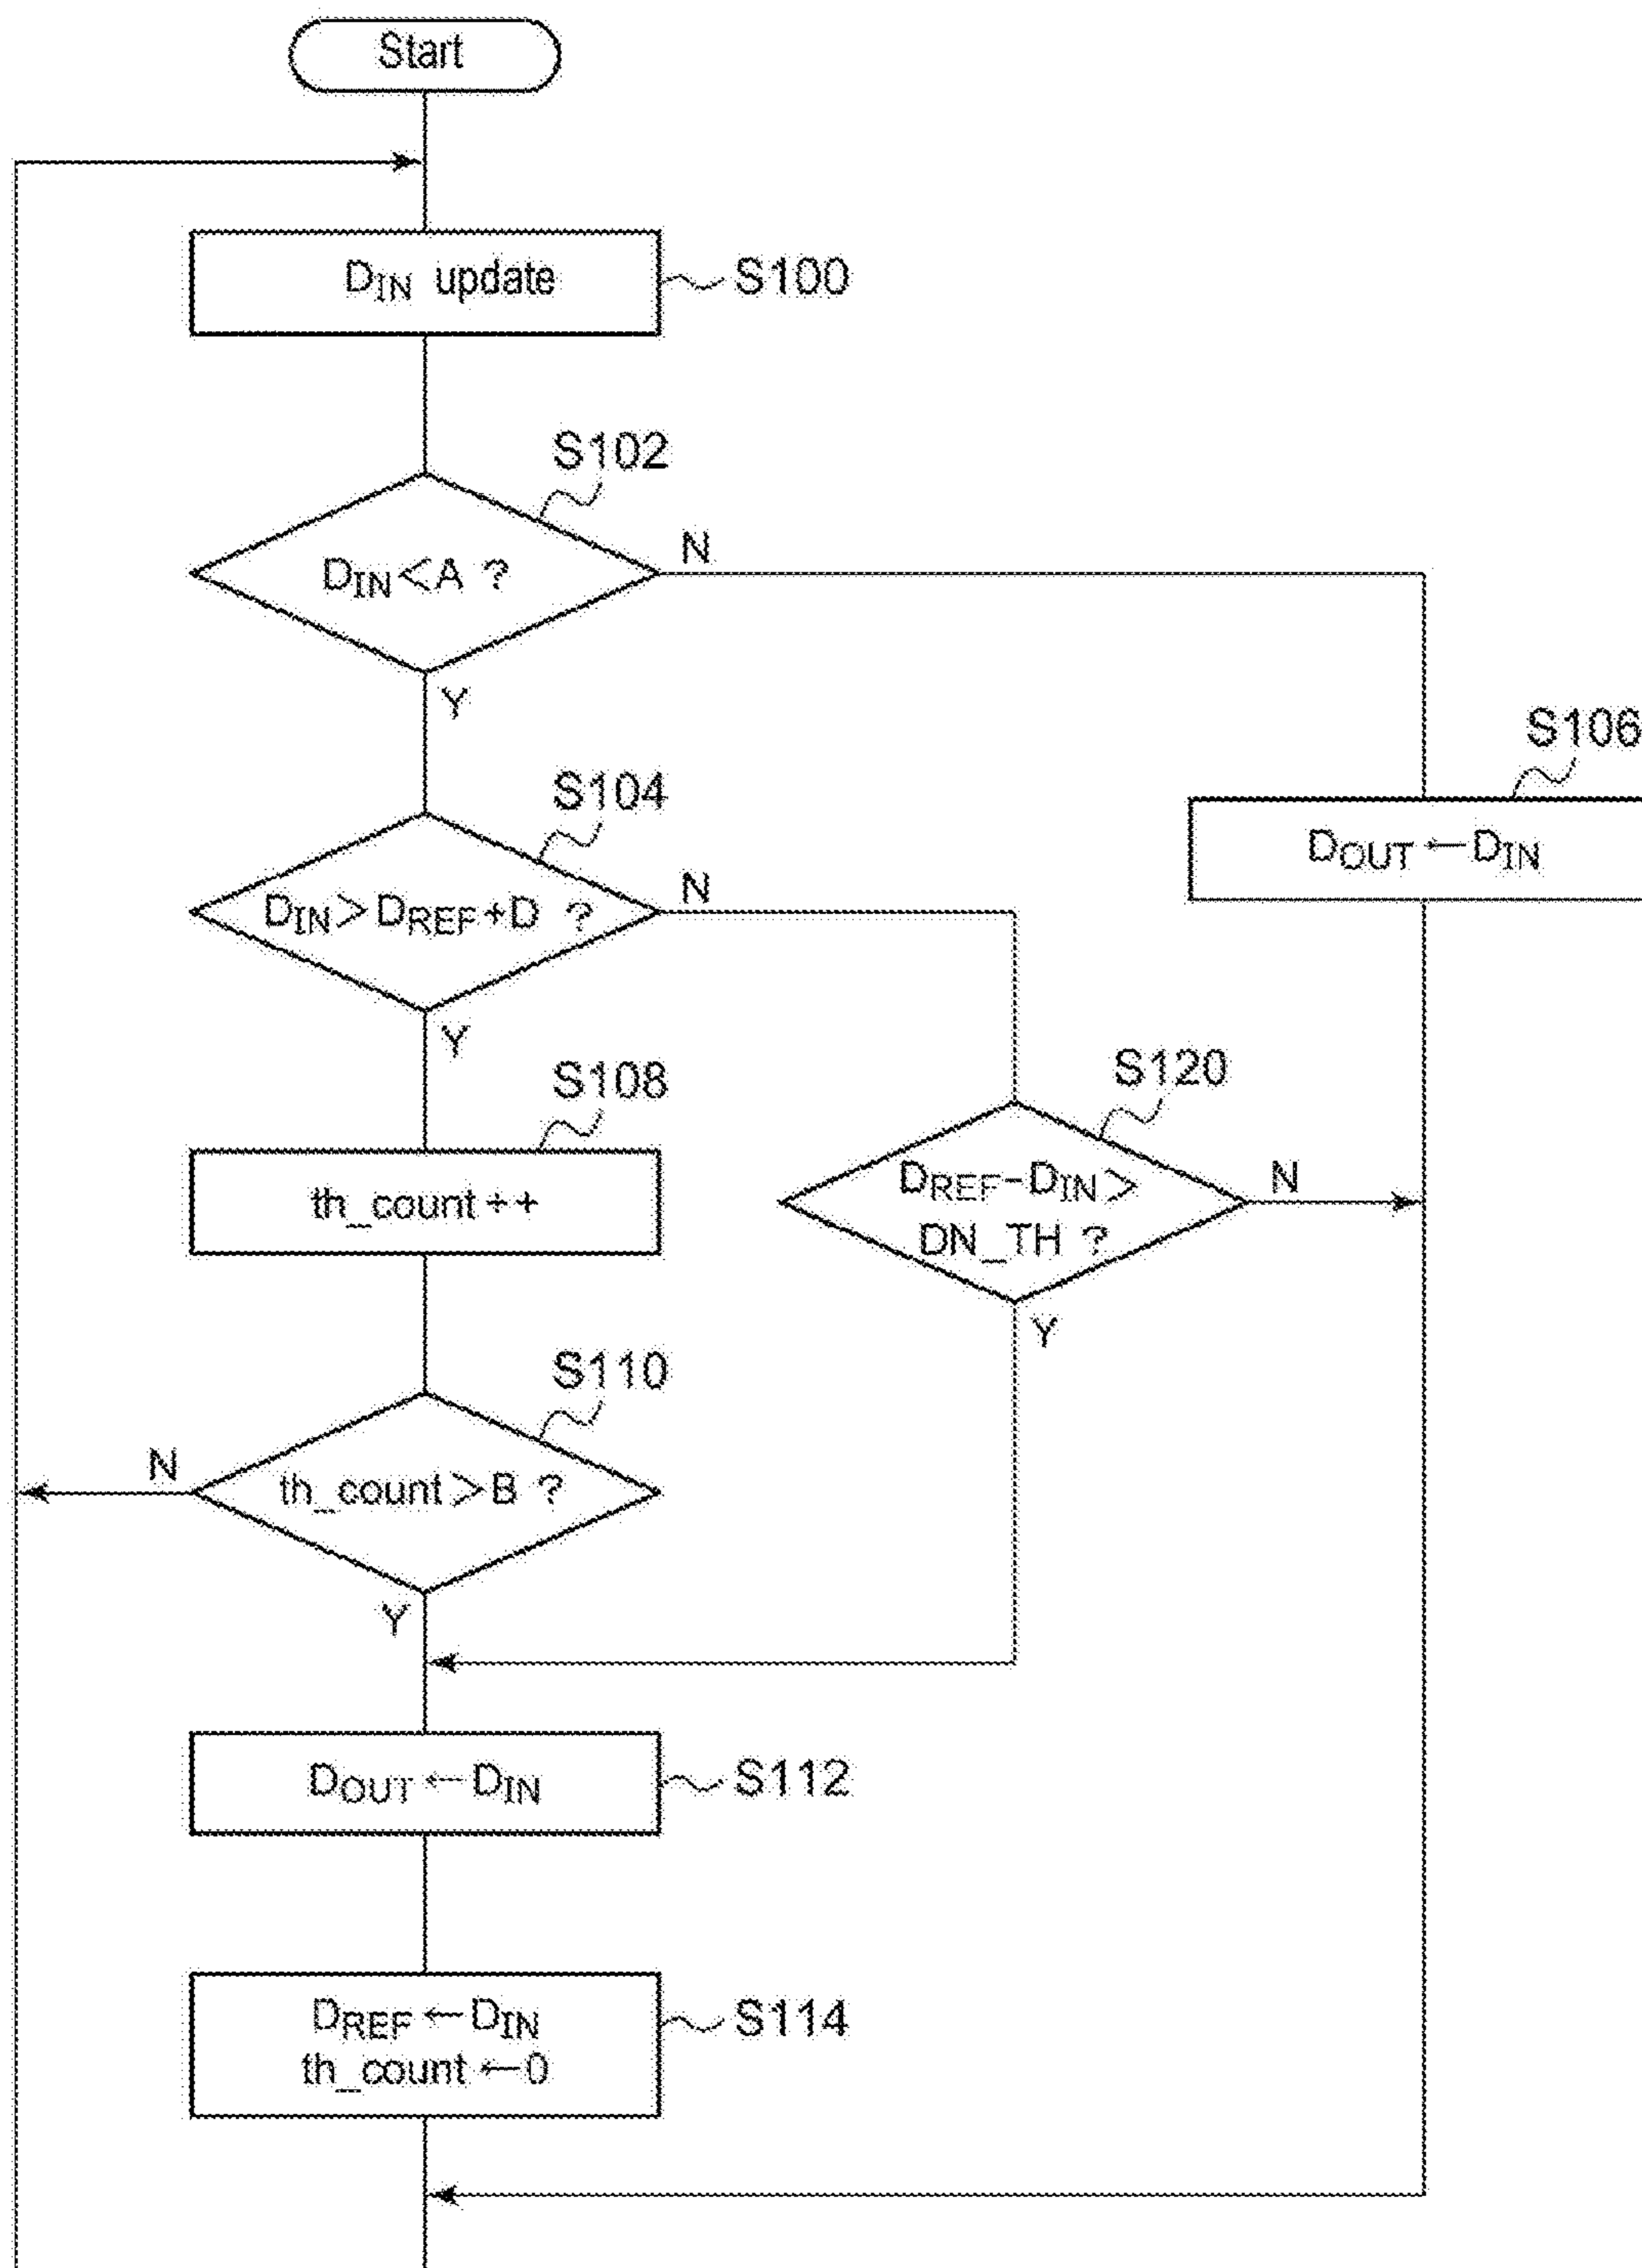 Start
D_IN update
S100
S102
D_IN<A ?
N
Y
S106
D_OUT←D_IN
S104
D_IN>D_REF+D ?
N
Y
S108
th_count++
S120
D_REF-D_IN>
DN_TH ?
N
Y
S110
th_count>B ?
N
Y
D_OUT←D_IN
S112
D_REF←D_IN
th_count←0
S114